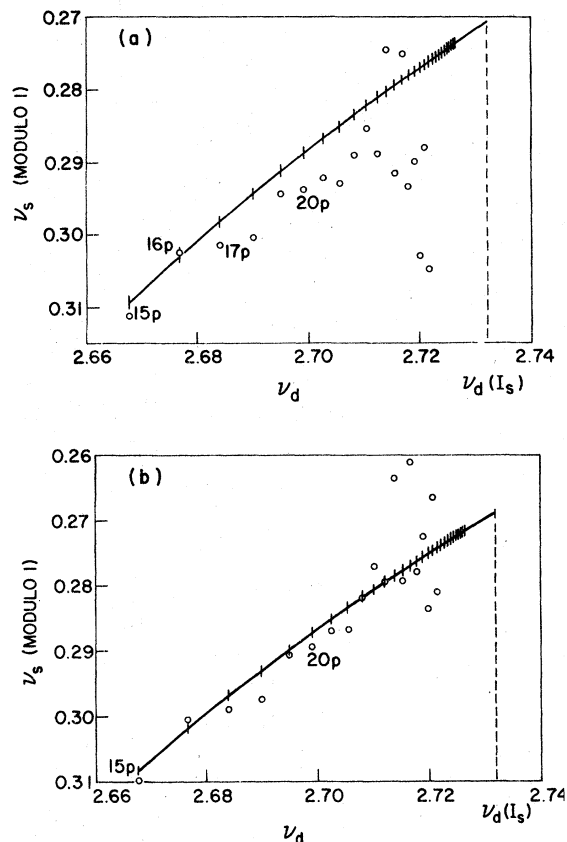 (a)
0.27
0.28
0.29
0.30
0.31
νs (MODULO 1)
16p
15p
17p
20p
2.66
2.68
2.70
2.72
2.74
νd
νd(Is)
(b)
0.26
0.27
0.28
0.29
0.30
0.31
νs (MODULO 1)
15p
20p
2.66
2.68
2.70
2.72
2.74
νd
νd(Is)